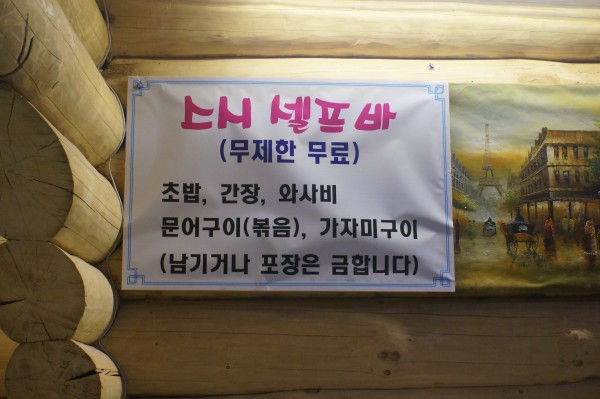 스시 셀프바
(무제한 무료)
초밥, 간장, 와사비
문어구이(볶음), 가자미구이
(남기거나 포장은 금합니다)